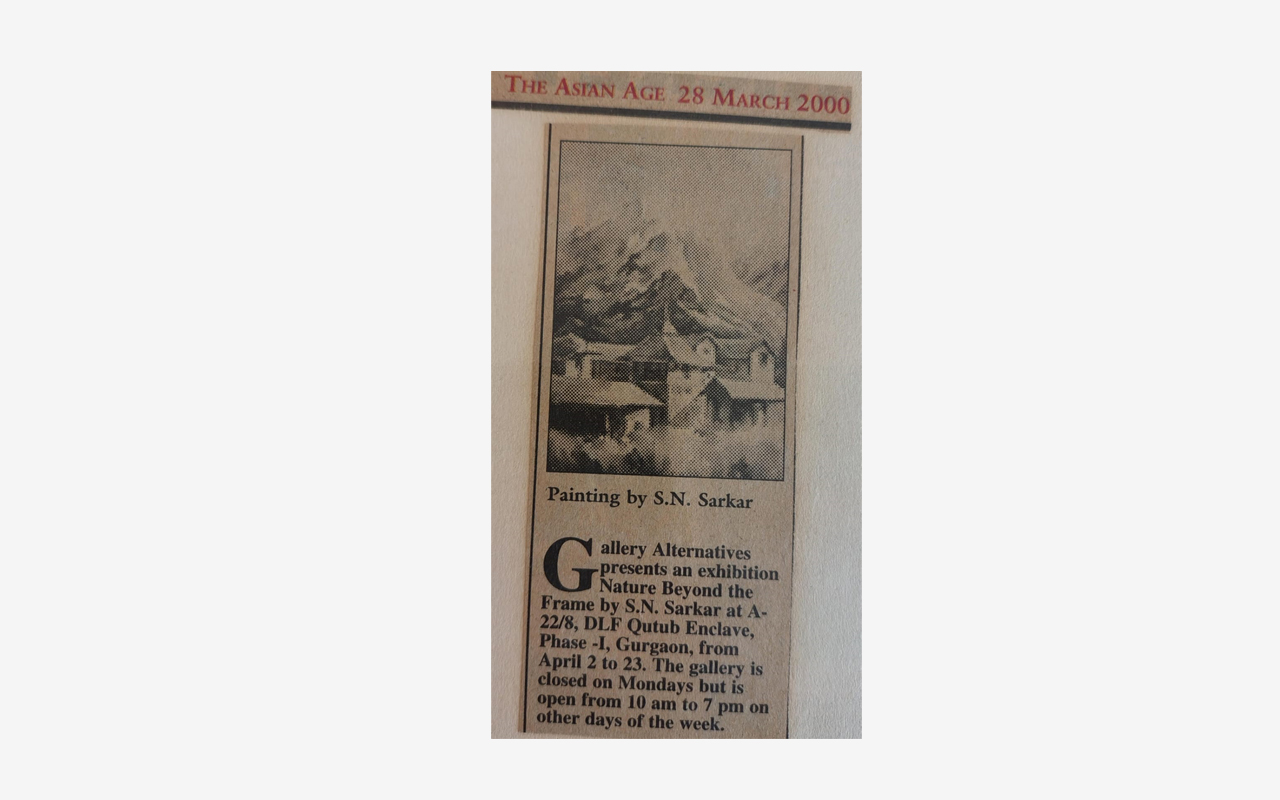 THE ASIAN AGE 28 MARCH 2000
Painting by S.N. Sarkar
Gallery Alternatives
presents an exhibition
Nature Beyond the
Frame by S.N. Sarkar at A-
22/8, DLF Qutub Enclave,
Phase -I, Gurgaon, from
April 2 to 23. The gallery is
closed on Mondays but is
open from 10 am to 7 pm on
other days of the week.